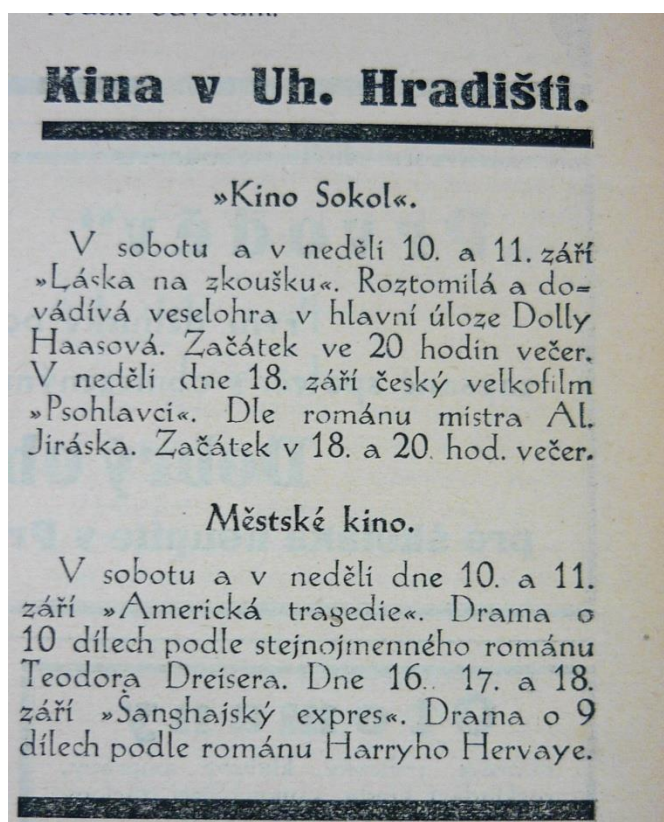 Kina v Uh. Hradišti.
»Kino Sokol«.
V sobotu a v neděli 10. a 11. září
»Láska na zkoušku«. Roztomilá a do=
vádívá veselohra v hlavní úloze Dolly
Haasová. Začátek ve 20 hodin večer.
V neděli dne 18. září český velkofilm
»Psohlavci«. Dle románu mistra Al.
Jiráska. Začátek v 18. a 20. hod. večer.
Městské kino.
V sobotu a v neděli dne 10. a 11.
září »Americká tragedie«. Drama o
10 dílech podle stejnojmenného románu
Teodora Dreisera. Dne 16. 17. a 18.
září »Šanghajský expres«. Drama o 9
dílech podle románu Harryho Hervaye.